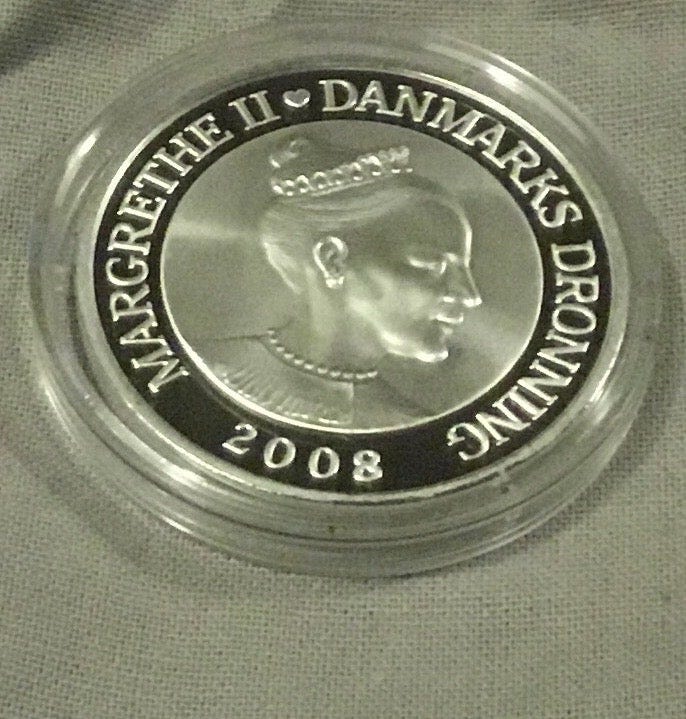 MARGRETHE II ♥ DANMARKS DRONNING
2008